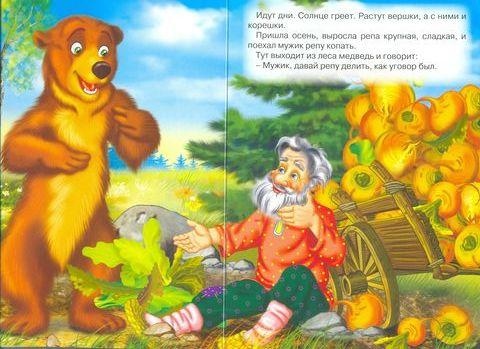 Идут дни. Солнце греет. Растут вершки, а с ними и
корешки.
Пришла осень, выросла репа крупная, сладкая, и
поехал мужик репу копать.
Тут выходит из леса медведь и говорит:
– Мужик, давай репу делить, как уговор был.